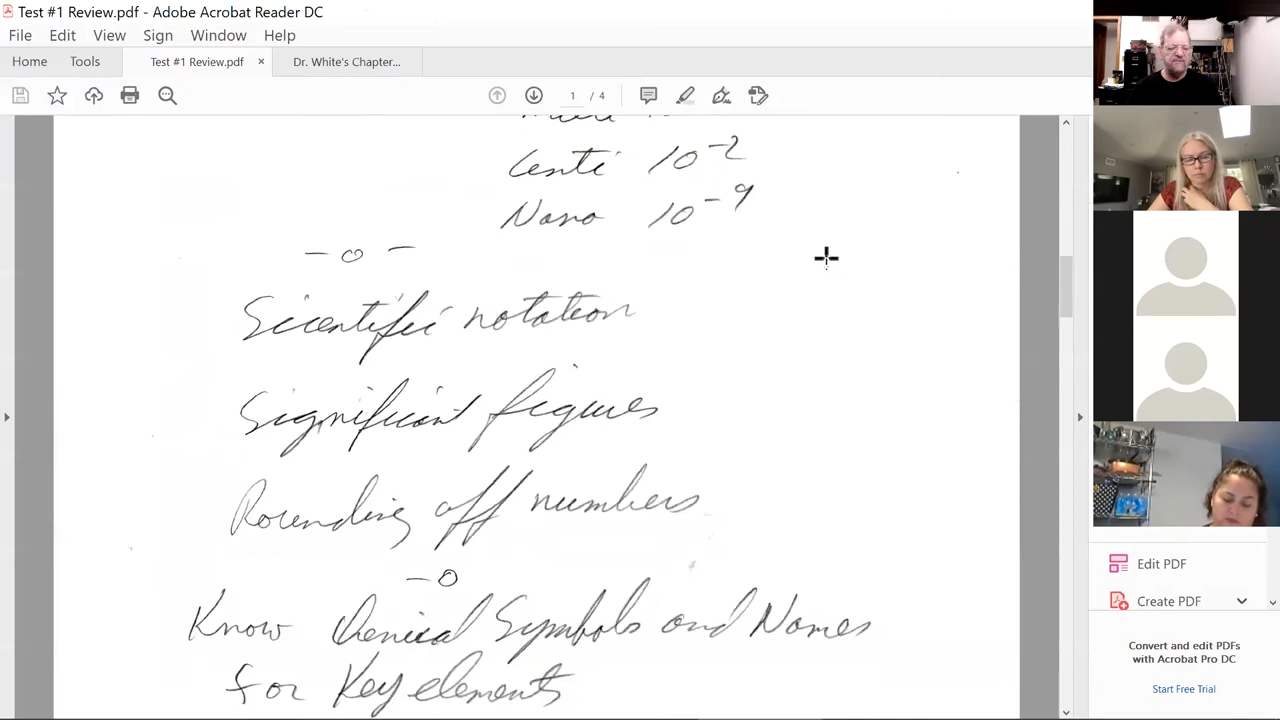 Test #1 Review.pdf - Adobe Acrobat Reader DC
File Edit View Sign Window Help
Home Tools Test #1 Review.pdf × Dr. White's Chapter...
1 / 4
Centi 10⁻²
Nano 10⁻⁹
— o —
Scientific notation
Significant figures
Rounding off numbers
— o
Know Chemical Symbols and Names
for Key elements
Edit PDF
Create PDF
Convert and edit PDFs
with Acrobat Pro DC
Start Free Trial